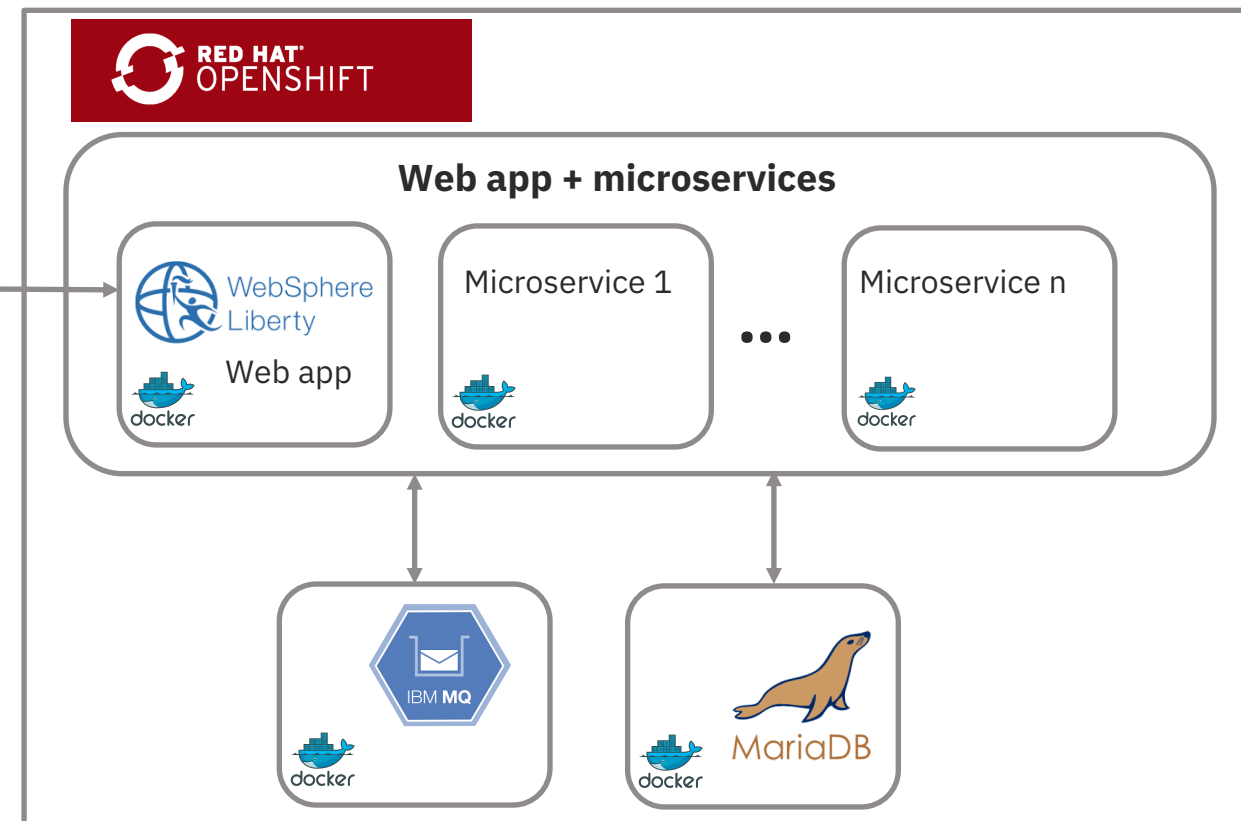 RED HAT®
OPENSHIFT
Web app + microservices
WebSphere
Liberty
Web app
docker
Microservice 1
docker
...
Microservice n
docker
IBM MQ
docker
MariaDB
docker